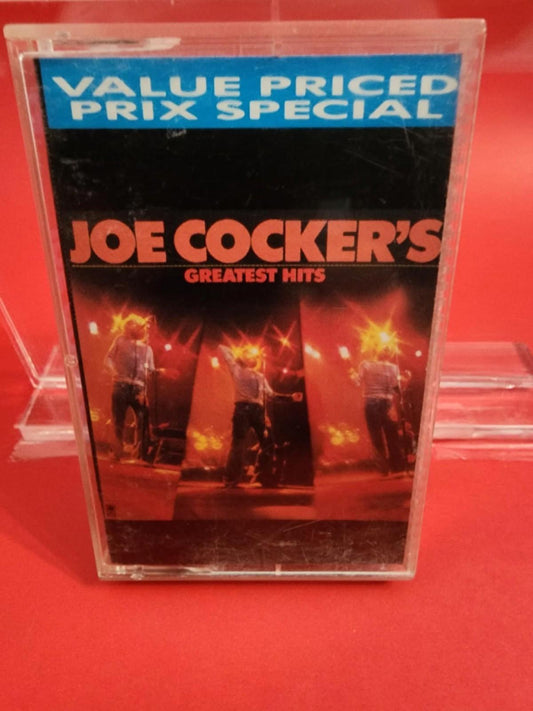 VALUE PRICED
PRIX SPECIAL
JOE COCKER'S
GREATEST HITS